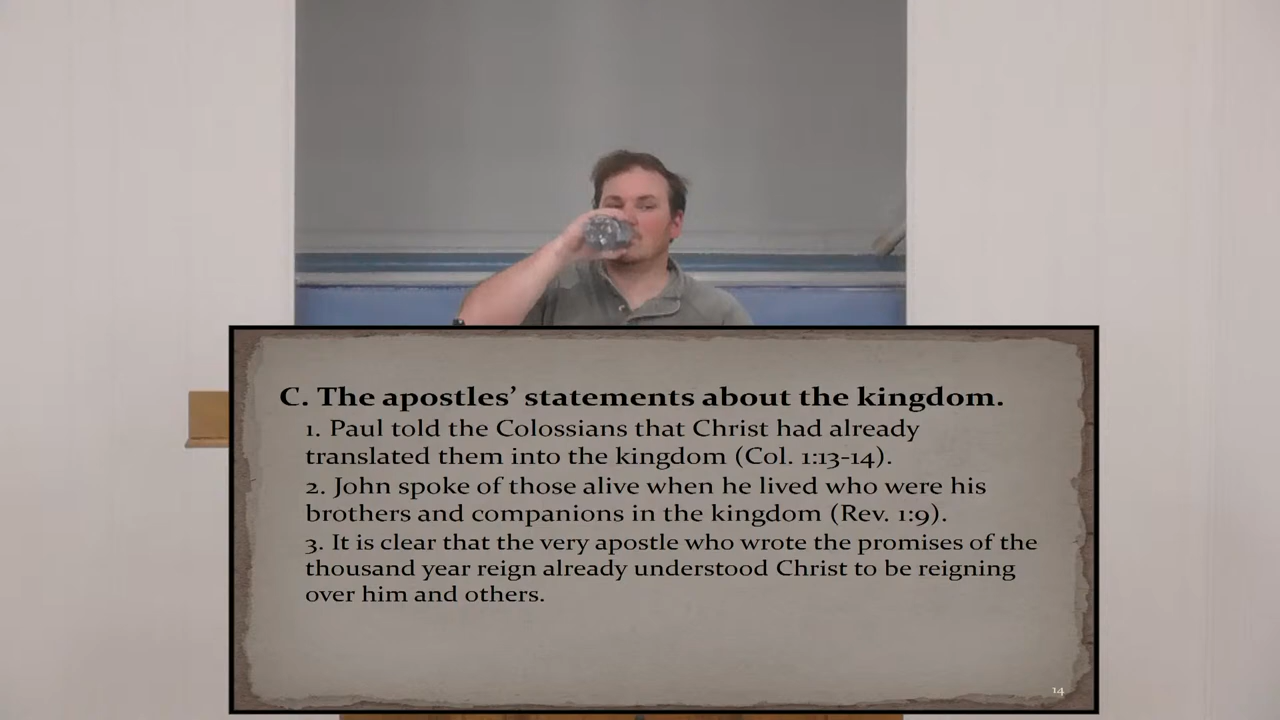 C. The apostles’ statements about the kingdom.
1. Paul told the Colossians that Christ had already
translated them into the kingdom (Col. 1:13-14).
2. John spoke of those alive when he lived who were his
brothers and companions in the kingdom (Rev. 1:9).
3. It is clear that the very apostle who wrote the promises of the
thousand year reign already understood Christ to be reigning
over him and others.
14